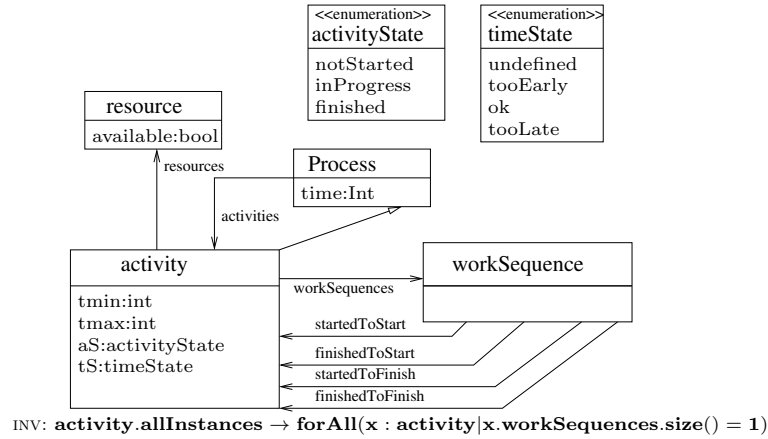 <<enumeration>>
activityState
notStarted
inProgress
finished
<<enumeration>>
timeState
undefined
tooEarly
ok
tooLate
resource
available:bool
resources
Process
time:Int
activities
activity
tmin:int
tmax:int
aS:activityState
tS:timeState
workSequences
workSequence
startedToStart
finishedToStart
startedToFinish
finishedToFinish
INV: activity.allInstances → forAll(x : activity|x.workSequences.size() = 1)